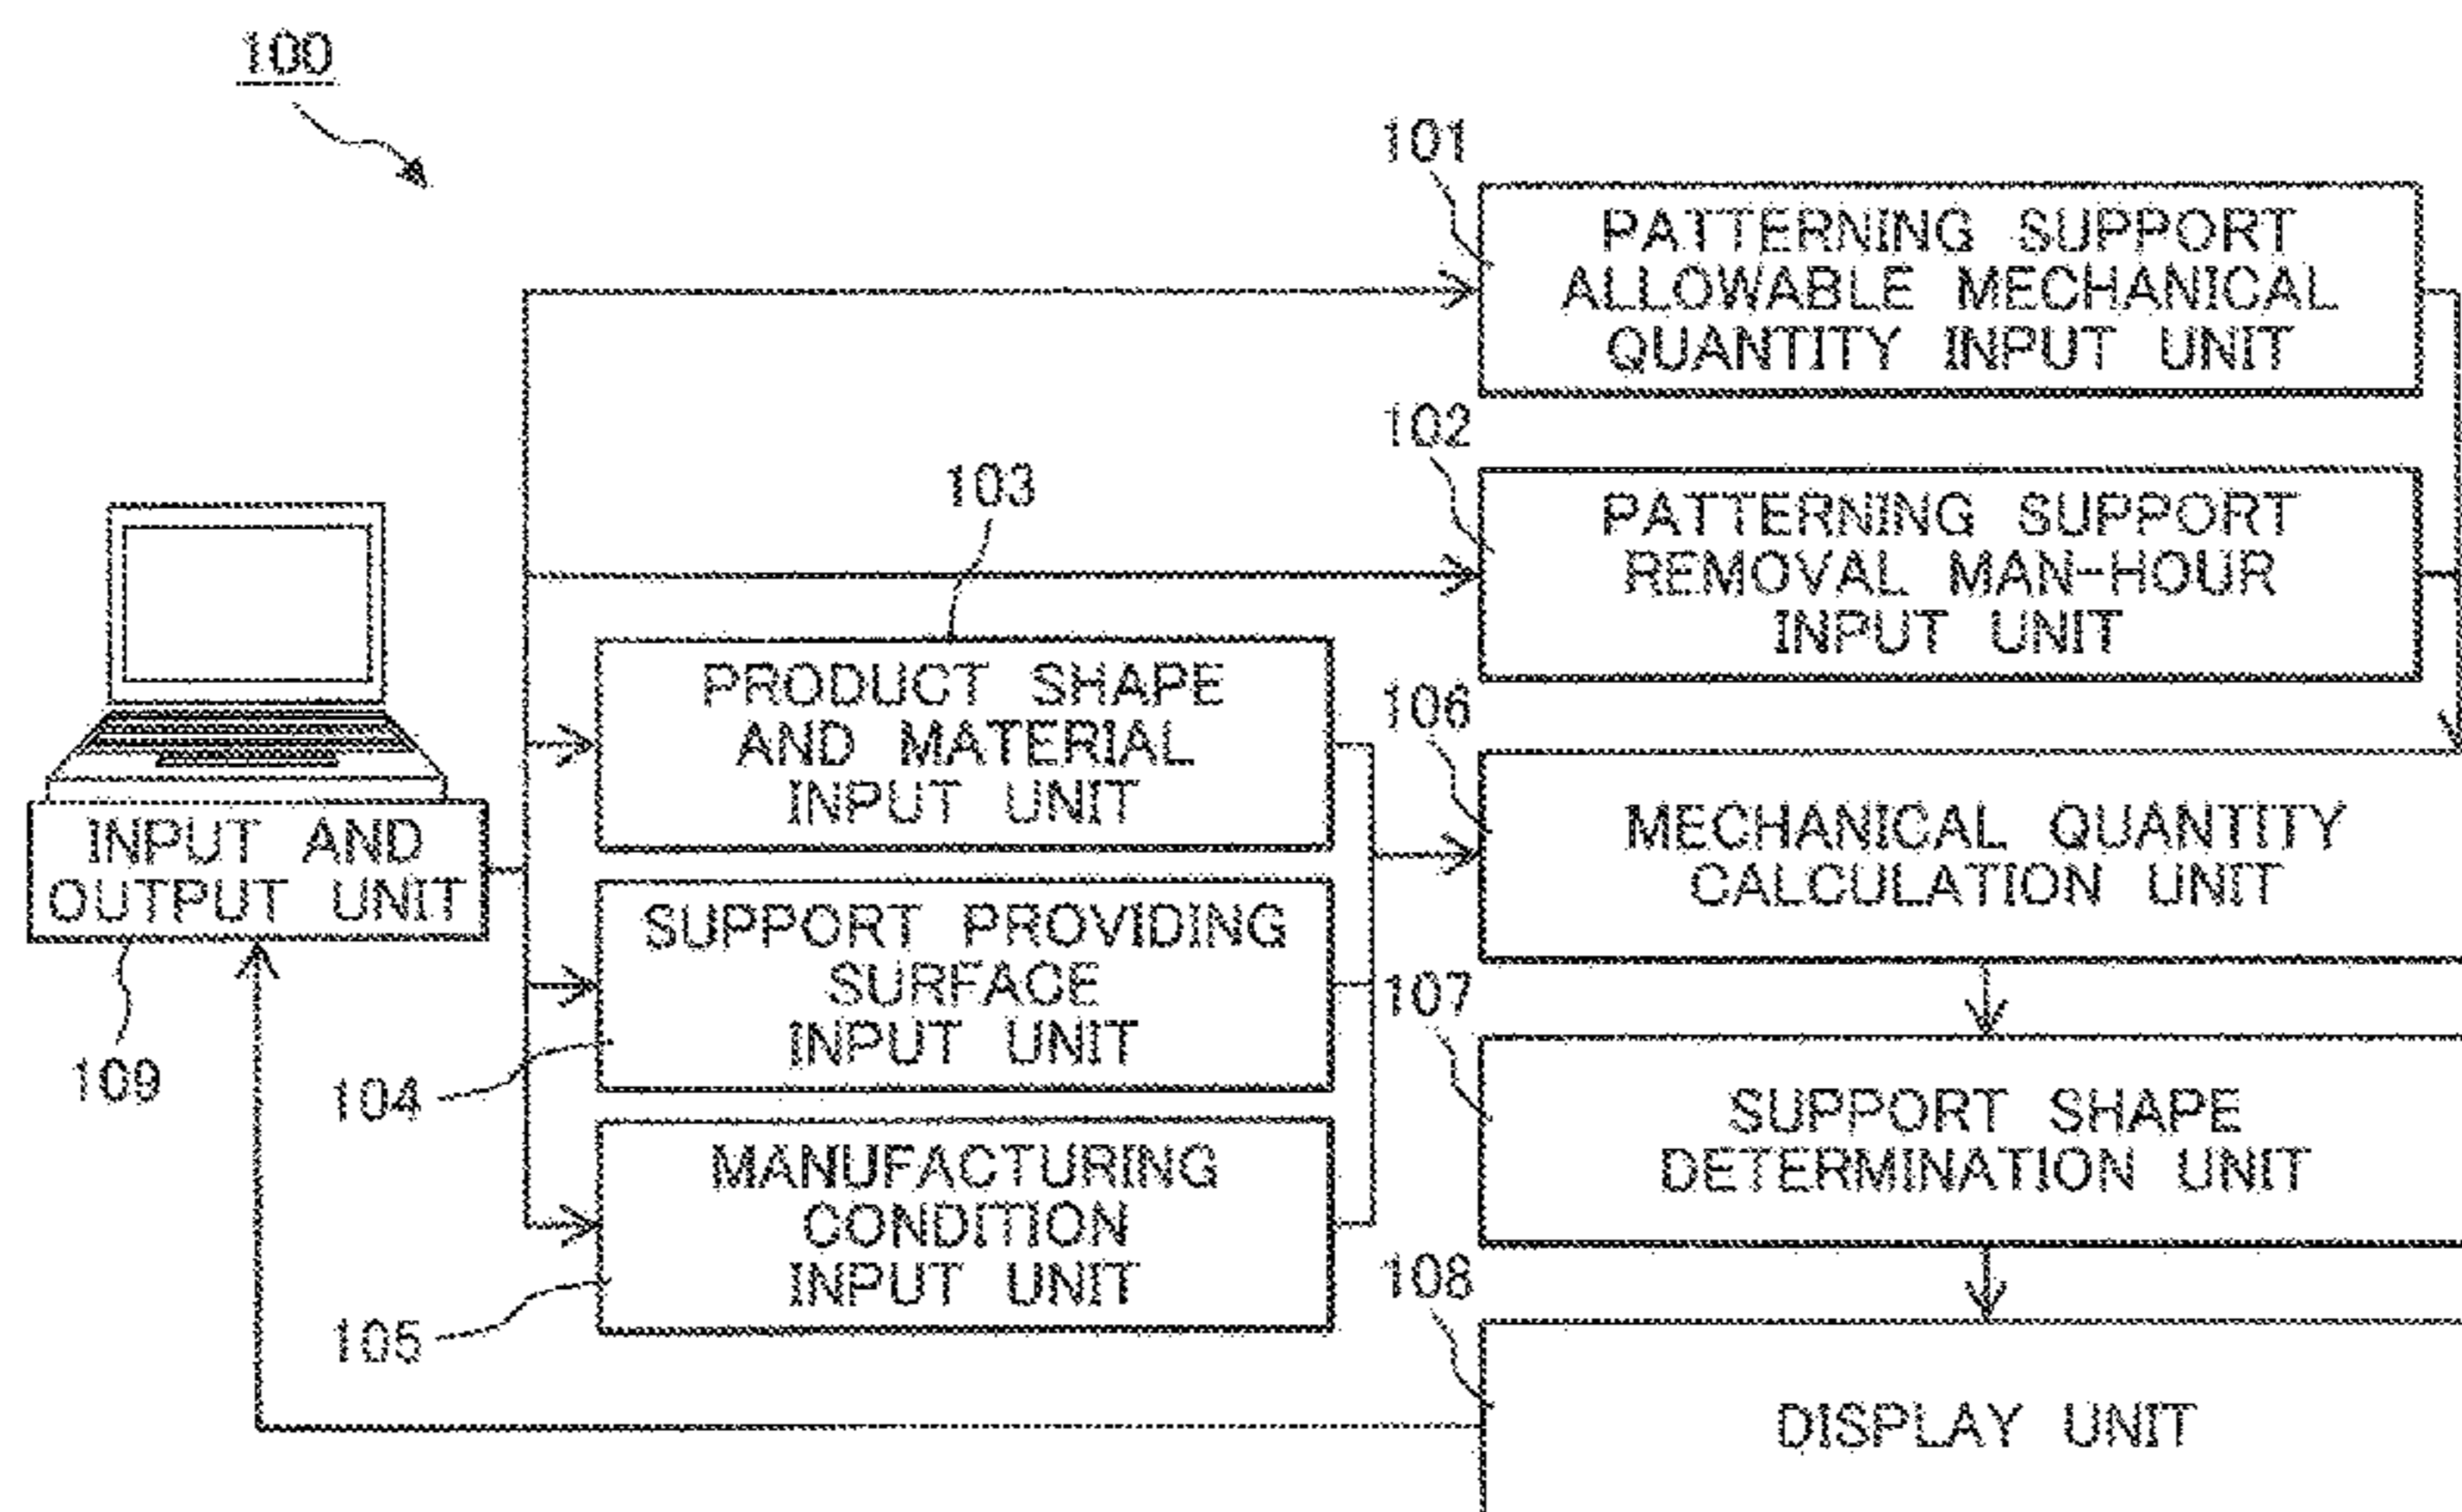 100
101
PATTERNING SUPPORT
ALLOWABLE MECHANICAL
QUANTITY INPUT UNIT
102
PATTERNING SUPPORT
REMOVAL MAN-HOUR
INPUT UNIT
103
PRODUCT SHAPE
AND MATERIAL
INPUT UNIT
106
MECHANICAL QUANTITY
CALCULATION UNIT
INPUT AND
OUTPUT UNIT
109
SUPPORT PROVIDING
SURFACE
INPUT UNIT
104
107
SUPPORT SHAPE
DETERMINATION UNIT
MANUFACTURING
CONDITION
INPUT UNIT
105
108
DISPLAY UNIT